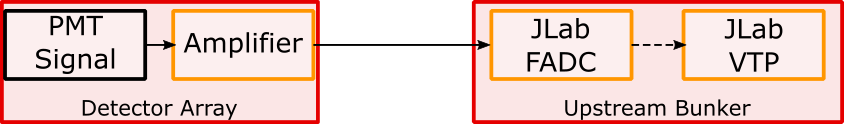 PMT
Signal
Amplifier
Detector Array
JLab
FADC
JLab
VTP
Upstream Bunker